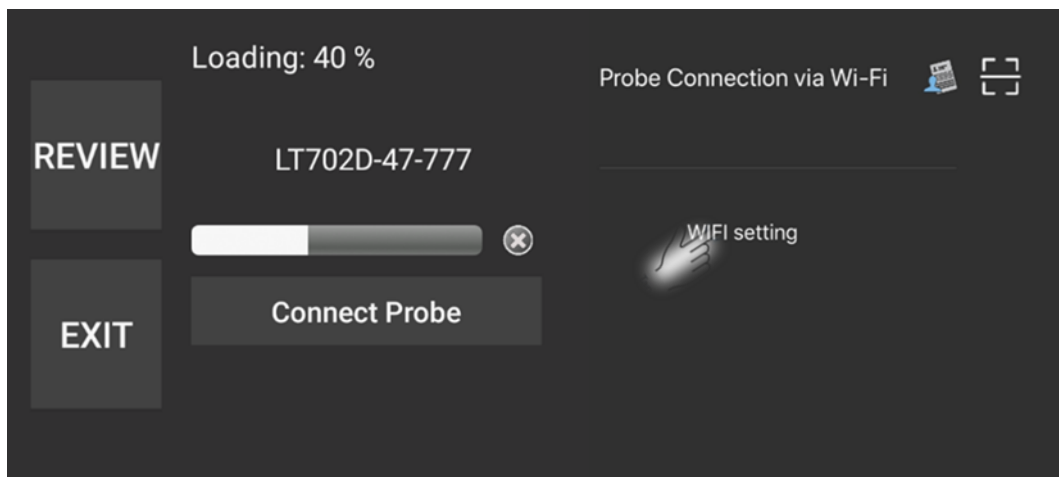 Loading: 40 %
Probe Connection via Wi-Fi
REVIEW
LT702D-47-777
WIFI setting
Connect Probe
EXIT